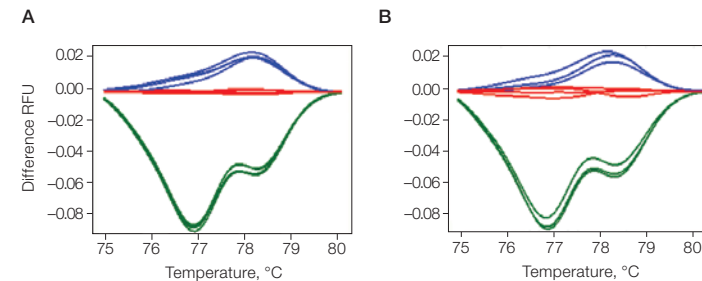 A
B
Difference RFU
0.02
0.00
–0.02
–0.04
–0.06
–0.08
75 76 77 78 79 80
Temperature, °C
0.02
0.00
–0.02
–0.04
–0.06
–0.08
75 76 77 78 79 80
Temperature, °C